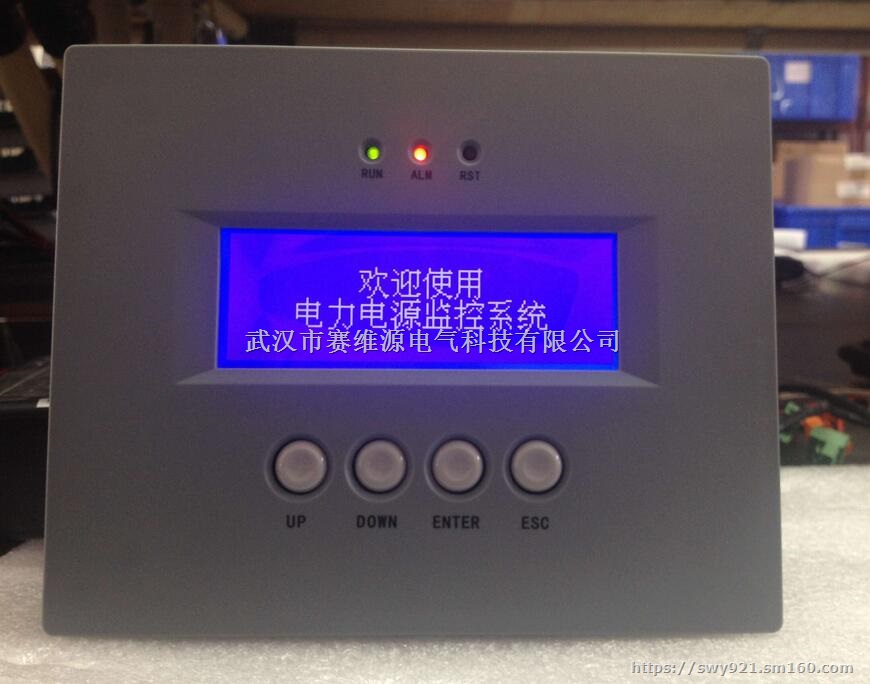 RUN ALM RST
欢迎使用
电力电源监控系统
武汉市赛维源电气科技有限公司
UP DOWN ENTER ESC
https://swy921.sm160.com